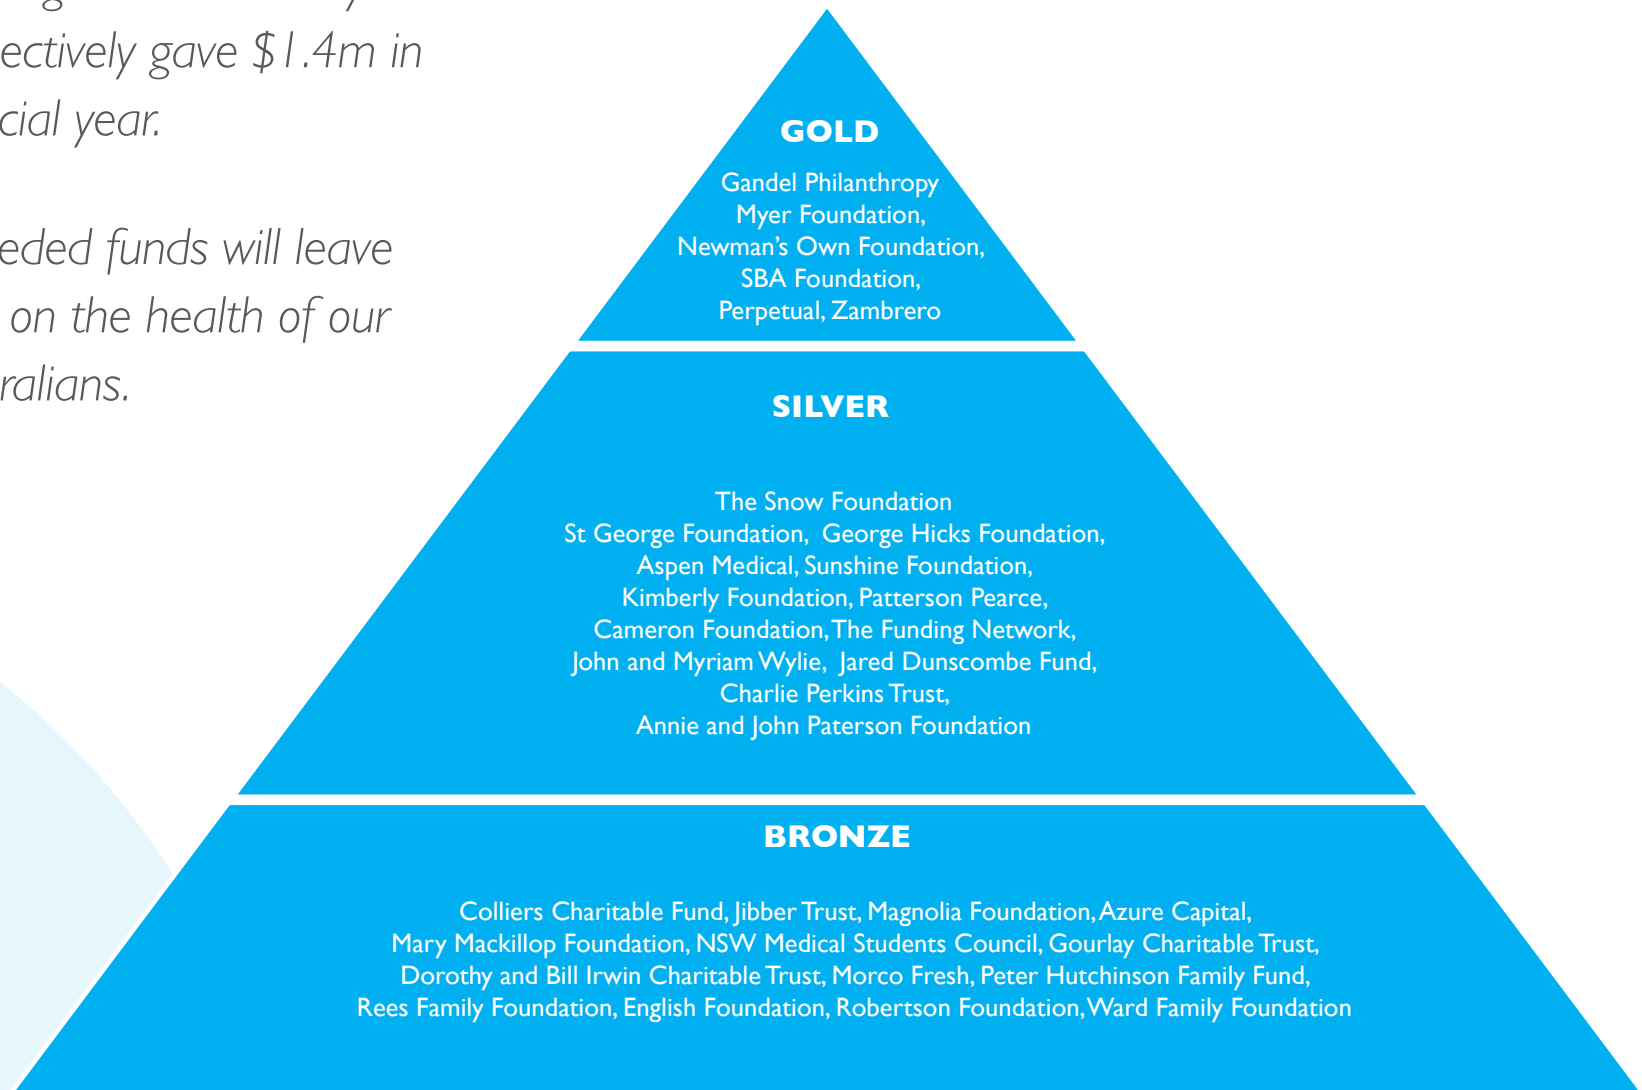 ectively gave $1.4m in
cial year.
eded funds will leave
on the health of our
ralians.
GOLD
Gandel Philanthropy
Myer Foundation,
Newman's Own Foundation,
SBA Foundation,
Perpetual, Zambrero
SILVER
The Snow Foundation
St George Foundation, George Hicks Foundation,
Aspen Medical, Sunshine Foundation,
Kimberly Foundation, Patterson Pearce,
Cameron Foundation, The Funding Network,
John and Myriam Wylie, Jared Dunscombe Fund,
Charlie Perkins Trust,
Annie and John Paterson Foundation
BRONZE
Colliers Charitable Fund, Jibber Trust, Magnolia Foundation, Azure Capital,
Mary Mackillop Foundation, NSW Medical Students Council, Gourlay Charitable Trust,
Dorothy and Bill Irwin Charitable Trust, Morco Fresh, Peter Hutchinson Family Fund,
Rees Family Foundation, English Foundation, Robertson Foundation, Ward Family Foundation